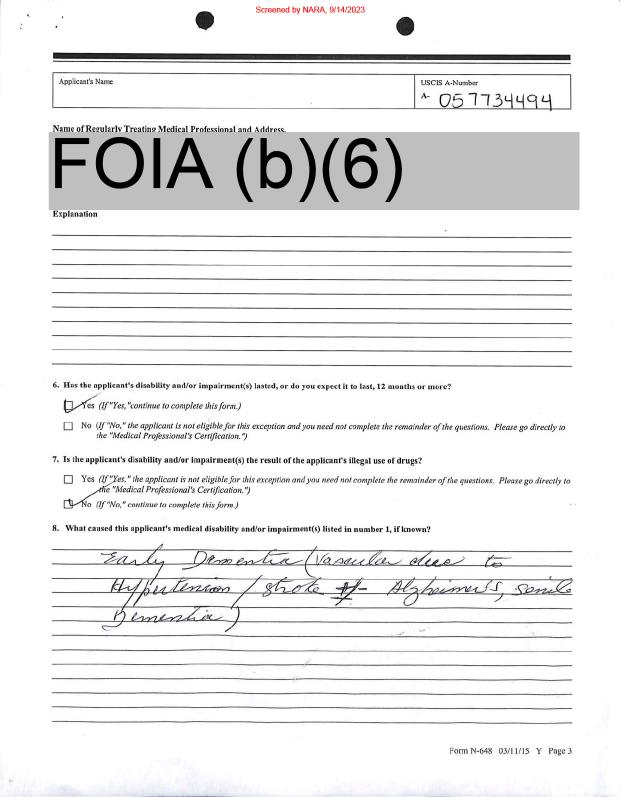 Screened by NARA, 9/14/2023
Applicant's Name
USCIS A-Number
A- 057734494
Name of Regularly Treating Medical Professional and Address.
FOIA (b)(6)
Explanation
6. Has the applicant's disability and/or impairment(s) lasted, or do you expect it to last, 12 months or more?
Yes (If "Yes," continue to complete this form.)
No (If "No," the applicant is not eligible for this exception and you need not complete the remainder of the questions. Please go directly to
the "Medical Professional's Certification.")
7. Is the applicant's disability and/or impairment(s) the result of the applicant's illegal use of drugs?
Yes (If "Yes," the applicant is not eligible for this exception and you need not complete the remainder of the questions. Please go directly to
the "Medical Professional's Certification.")
No (If "No," continue to complete this form.)
8. What caused this applicant's medical disability and/or impairment(s) listed in number 1, if known?
Early Dementia (Vascular due to
Hypertension / stroke +/- Alzheimer's, senile
Dementia)
Form N-648 03/11/15 Y Page 3